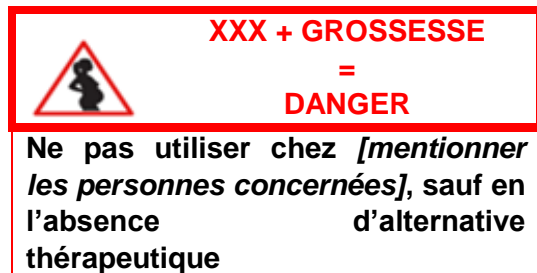 XXX + GROSSESSE
=
DANGER
Ne pas utiliser chez [mentionner
les personnes concernées], sauf en
l'absence d'alternative
thérapeutique